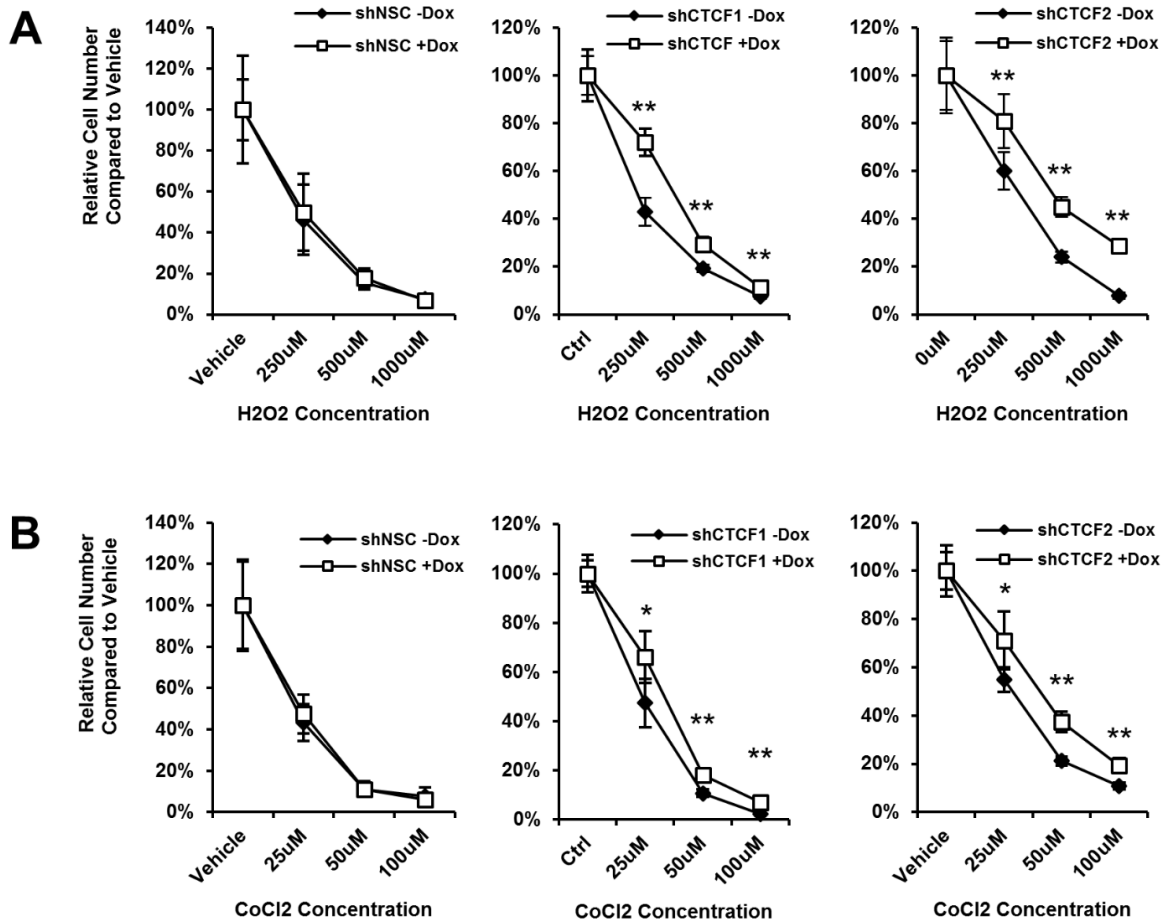 A
Relative Cell Number
Compared to Vehicle
140%
120%
100%
80%
60%
40%
20%
0%
shNSC -Dox
shNSC +Dox
Vehicle
250uM
500uM
1000uM
H2O2 Concentration
120%
100%
80%
60%
40%
20%
0%
shCTCF1 -Dox
shCTCF +Dox
**
**
**
Ctrl
250uM
500uM
1000uM
H2O2 Concentration
120%
100%
80%
60%
40%
20%
0%
shCTCF2 -Dox
shCTCF2 +Dox
**
**
**
0uM
250uM
500uM
1000uM
H2O2 Concentration
B
Relative Cell Number
Compared to Vehicle
140%
120%
100%
80%
60%
40%
20%
0%
shNSC -Dox
shNSC +Dox
Vehicle
25uM
50uM
100uM
CoCl2 Concentration
120%
100%
80%
60%
40%
20%
0%
shCTCF1 -Dox
shCTCF1 +Dox
*
**
**
Ctrl
25uM
50uM
100uM
CoCl2 Concentration
120%
100%
80%
60%
40%
20%
0%
shCTCF2 -Dox
shCTCF2 +Dox
*
**
**
Vehicle
25uM
50uM
100uM
CoCl2 Concentration